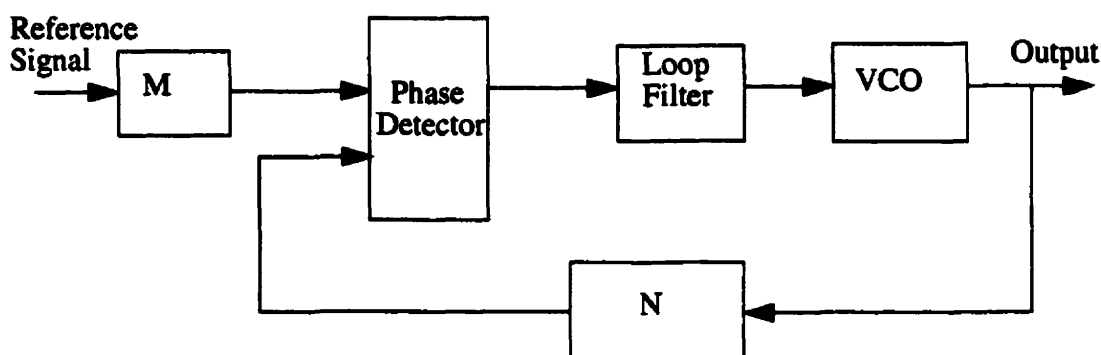 Reference
Signal
M
Phase
Detector
Loop
Filter
VCO
Output
N